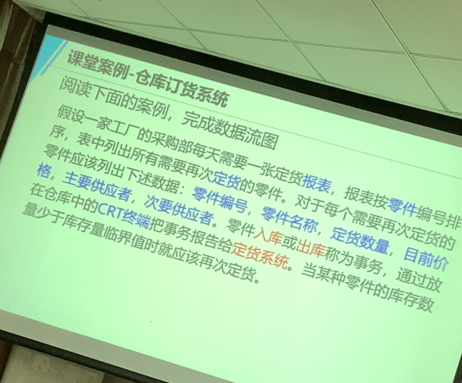 课堂案例-仓库订货系统
阅读下面的案例，完成数据流图
假设一家工厂的采购部每天需要一张定货报表，报表按零件编号排
序，表中列出所有需要再次定货的零件。对于每个需要再次定货的
零件应该列出下述数据：零件编号，零件名称，定货数量，目前价
格，主要供应者，次要供应者。零件入库或出库称为事务，通过放
在仓库中的CRT终端把事务报告给定货系统。当某种零件的库存数
量少于库存量临界值时就应该再次定货。